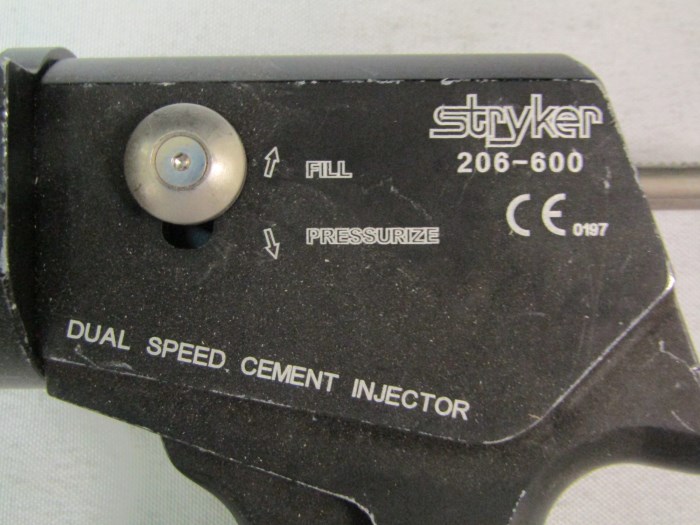 stryker
206-600
FILL
CE 0197
PRESSURIZE
DUAL SPEED CEMENT INJECTOR